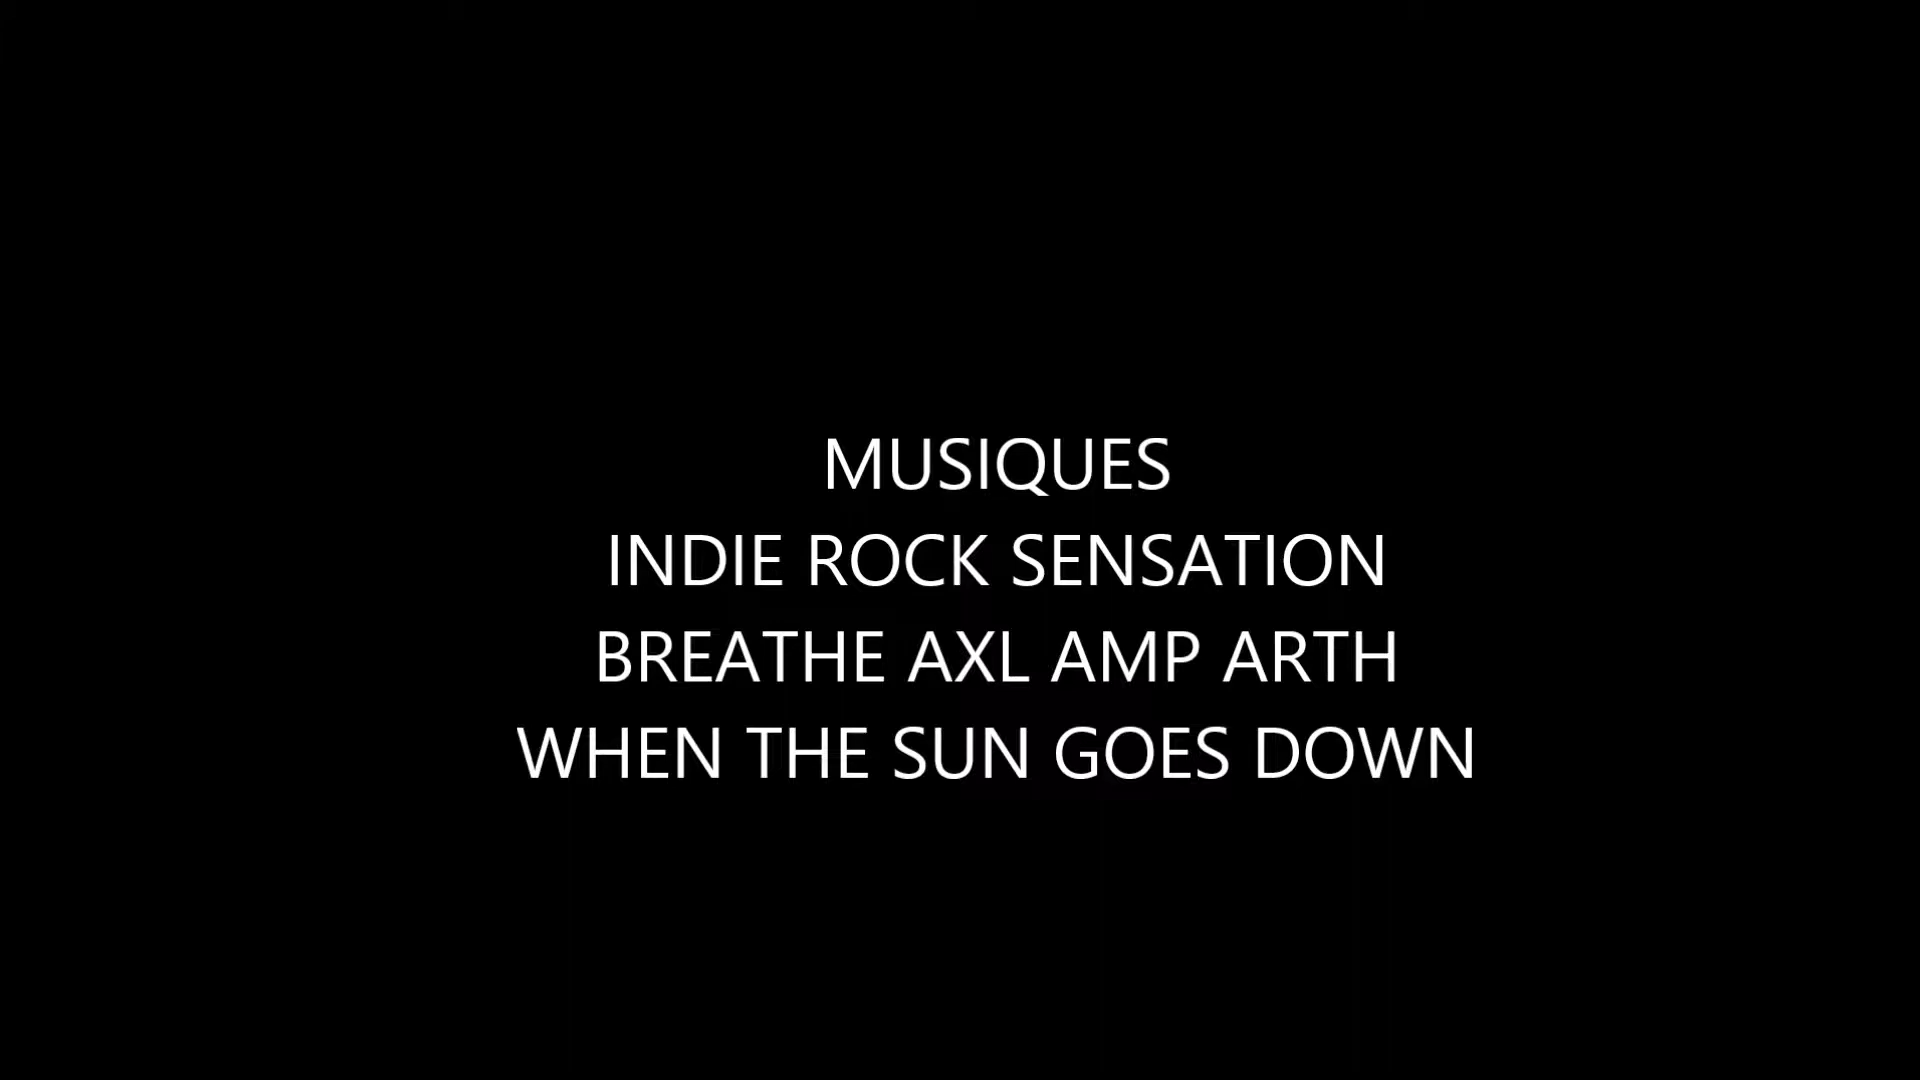 MUSIQUES
INDIE ROCK SENSATION
BREATHE AXL AMP ARTH
WHEN THE SUN GOES DOWN